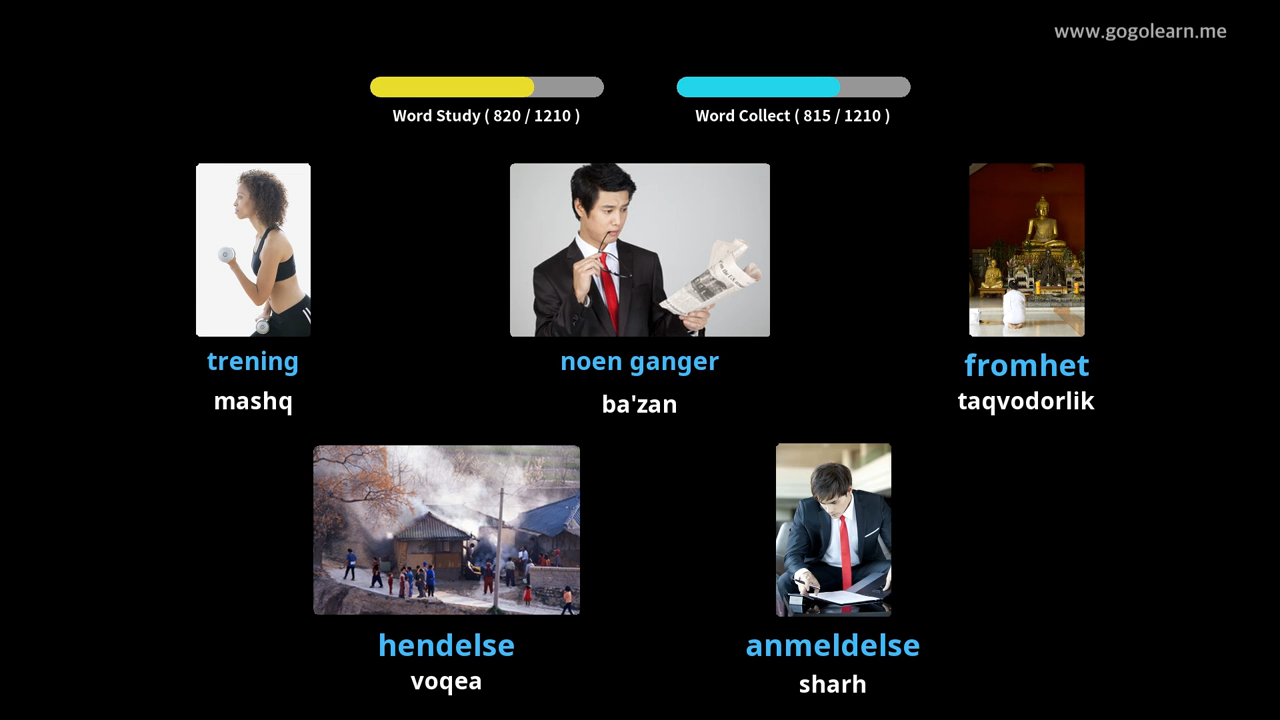 www.gogolearn.me
Word Study ( 820 / 1210 )
Word Collect ( 815 / 1210 )
trening
mashq
noen ganger
ba'zan
fromhet
taqvodorlik
hendelse
voqea
anmeldelse
sharh